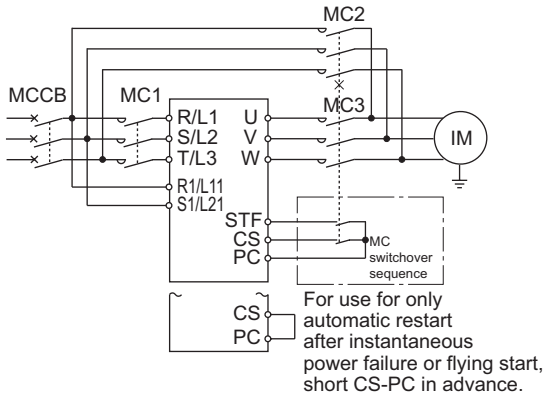 MC2
MCCB
MC1
MC3
R/L1
S/L2
T/L3
R1/L11
S1/L21
U
V
W
IM
STF
CS
PC
MC
switchover
sequence
CS
PC
For use for only
automatic restart
after instantaneous
power failure or flying start,
short CS-PC in advance.